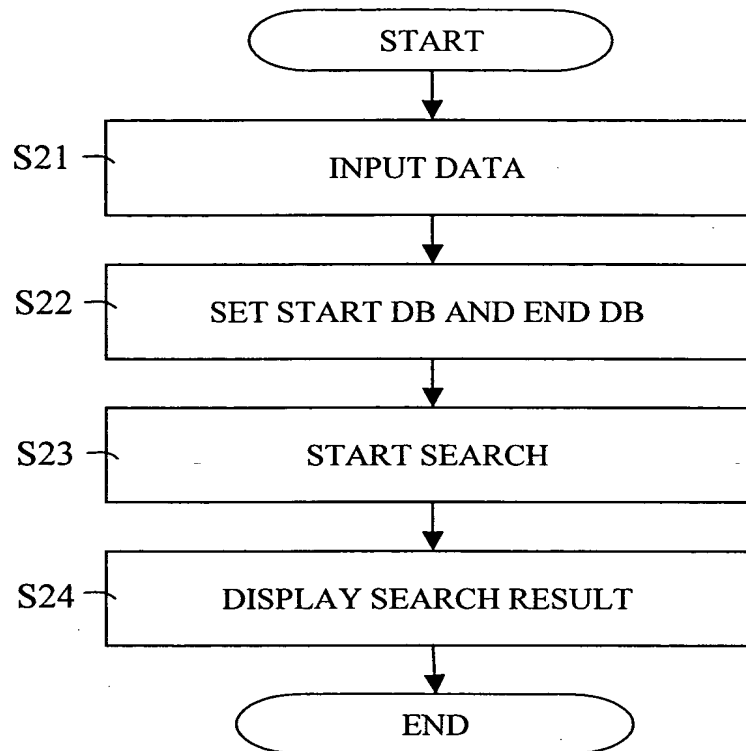 START
S21
INPUT DATA
S22
SET START DB AND END DB
S23
START SEARCH
S24
DISPLAY SEARCH RESULT
END